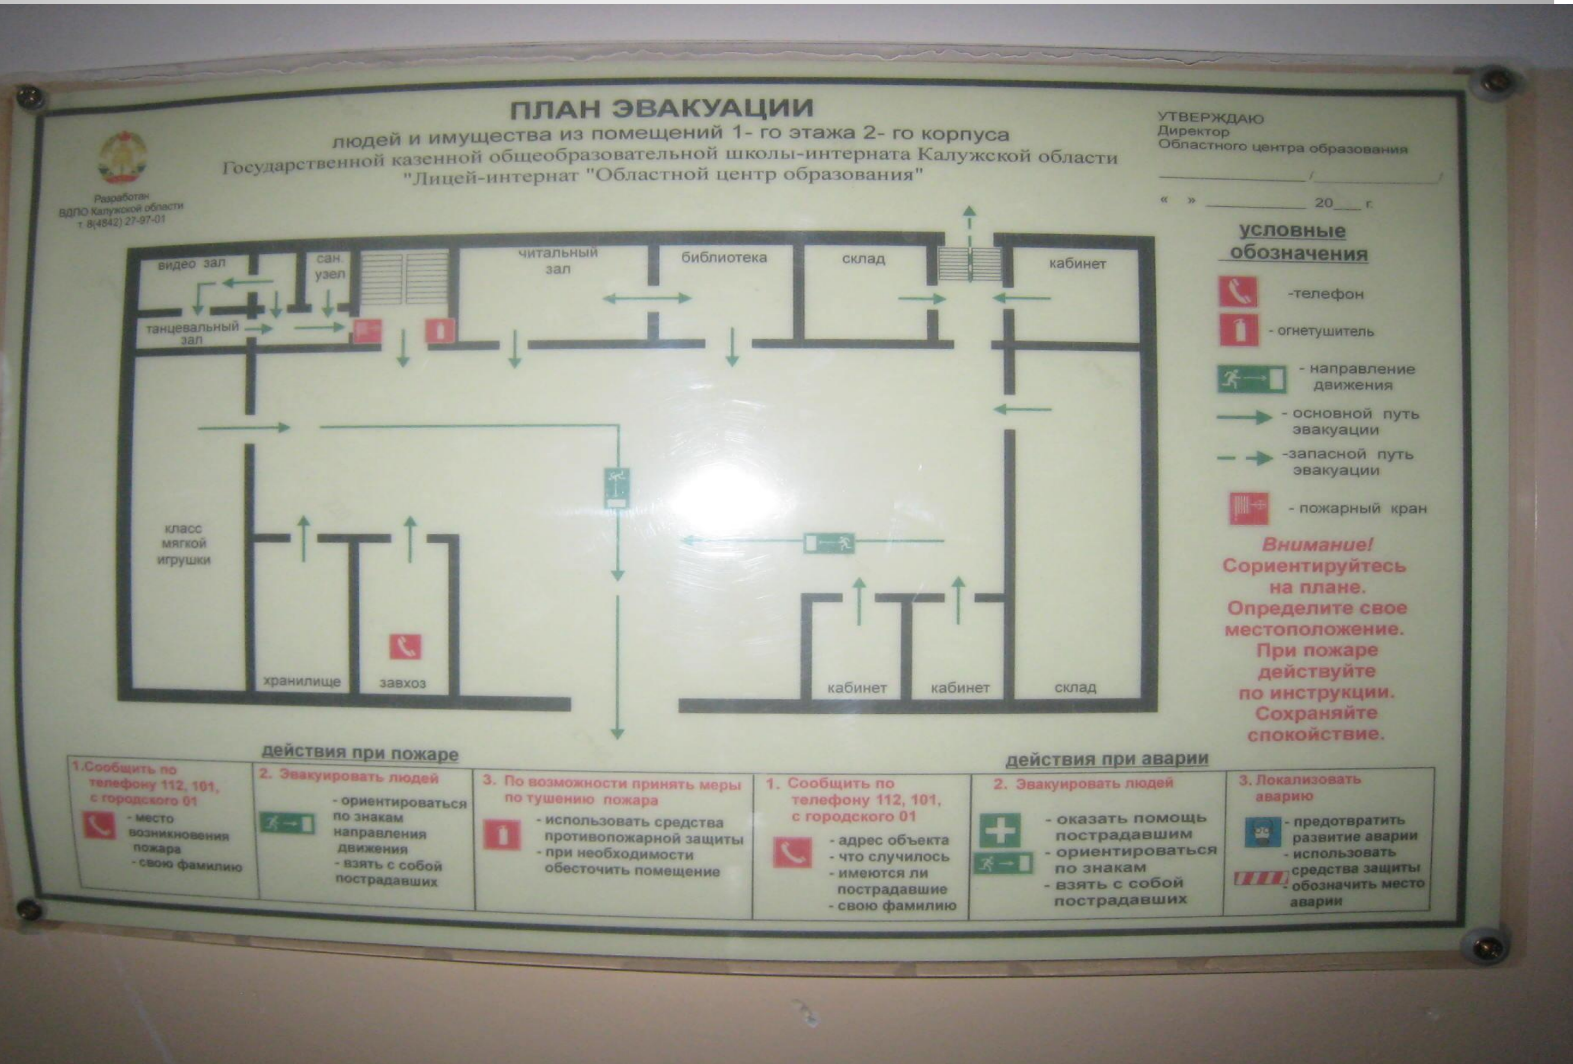 ПЛАН ЭВАКУАЦИИ
людей и имущества из помещений 1- го этажа 2- го корпуса
Государственной казенной общеобразовательной школы-интерната Калужской области
"Лицей-интернат "Областной центр образования"
Разработан
ВДПО Калужской области
т. 8(4842) 27-97-01
УТВЕРЖДАЮ
Директор
Областного центра образования
/ /
« » 20 г.
видео зал
сан.
узел
читальный
зал
библиотека
склад
кабинет
танцевальный
зал
класс
мягкой
игрушки
хранилище
завхоз
кабинет
кабинет
склад
условные
обозначения
-телефон
- огнетушитель
- направление
движения
- основной путь
эвакуации
-запасной путь
эвакуации
- пожарный кран
Внимание!
Сориентируйтесь
на плане.
Определите свое
местоположение.
При пожаре
действуйте
по инструкции.
Сохраняйте
спокойствие.
действия при пожаре
1.Сообщить по
телефону 112, 101,
с городского 01
- место
возникновения
пожара
- свою фамилию
2. Эвакуировать людей
- ориентироваться
по знакам
направления
движения
- взять с собой
пострадавших
3. По возможности принять меры
по тушению пожара
- использовать средства
противопожарной защиты
- при необходимости
обесточить помещение
действия при аварии
1. Сообщить по
телефону 112, 101,
с городского 01
- адрес объекта
- что случилось
- имеются ли
пострадавшие
- свою фамилию
2. Эвакуировать людей
- оказать помощь
пострадавшим
- ориентироваться
по знакам
- взять с собой
пострадавших
3. Локализовать
аварию
- предотвратить
развитие аварии
- использовать
средства защиты
- обозначить место
аварии